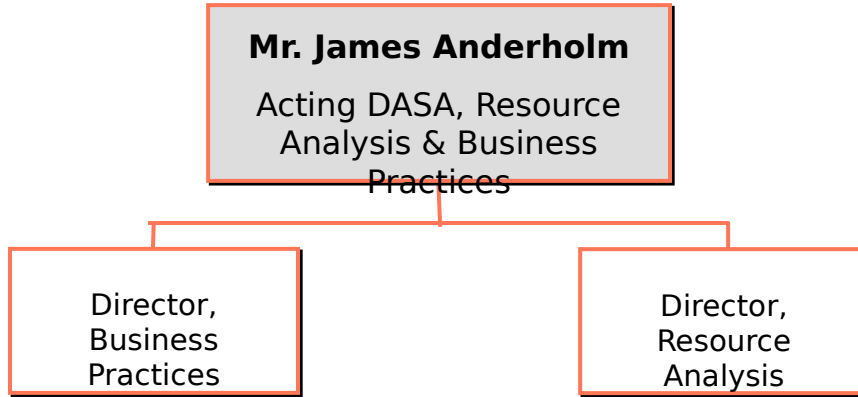 Mr. James Anderholm
Acting DASA, Resource
Analysis & Business
Practices
Director,
Business
Practices
Director,
Resource
Analysis